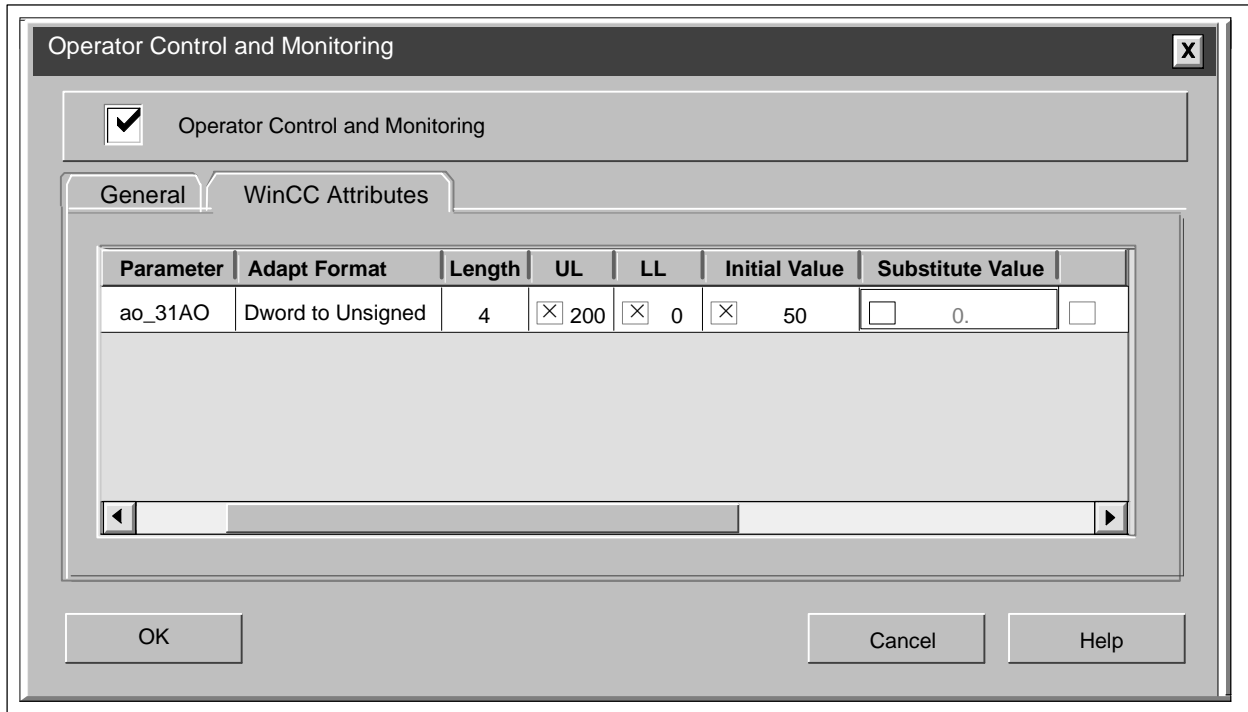 Operator Control and Monitoring X
Operator Control and Monitoring
General WinCC Attributes
Parameter Adapt Format Length UL LL Initial Value Substitute Value
ao_31AO Dword to Unsigned 4 200 0 50 0.
OK Cancel Help